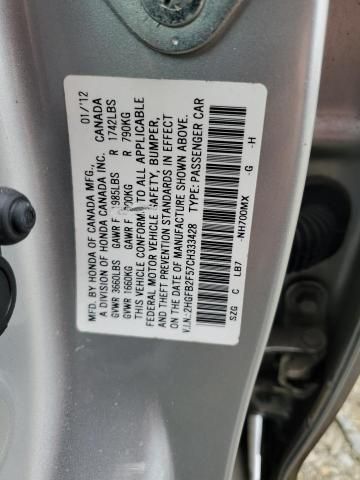 MFD. BY HONDA OF CANADA MFG., 01/'12
A DIVISION OF HONDA CANADA INC. CANADA
GVWR 3660LBS GAWR F 1985LBS R 1742LBS
GVWR 1660KG GAWR F 900KG R 790KG
THIS VEHICLE CONFORMS TO ALL APPLICABLE
FEDERAL MOTOR VEHICLE SAFETY, BUMPER,
AND THEFT PREVENTION STANDARDS IN EFFECT
ON THE DATE OF MANUFACTURE SHOWN ABOVE.
V.I.N.:2HGFB2F57CH333428 TYPE:PASSENGER CAR
SZG C LB7 -NH700MX -G -H